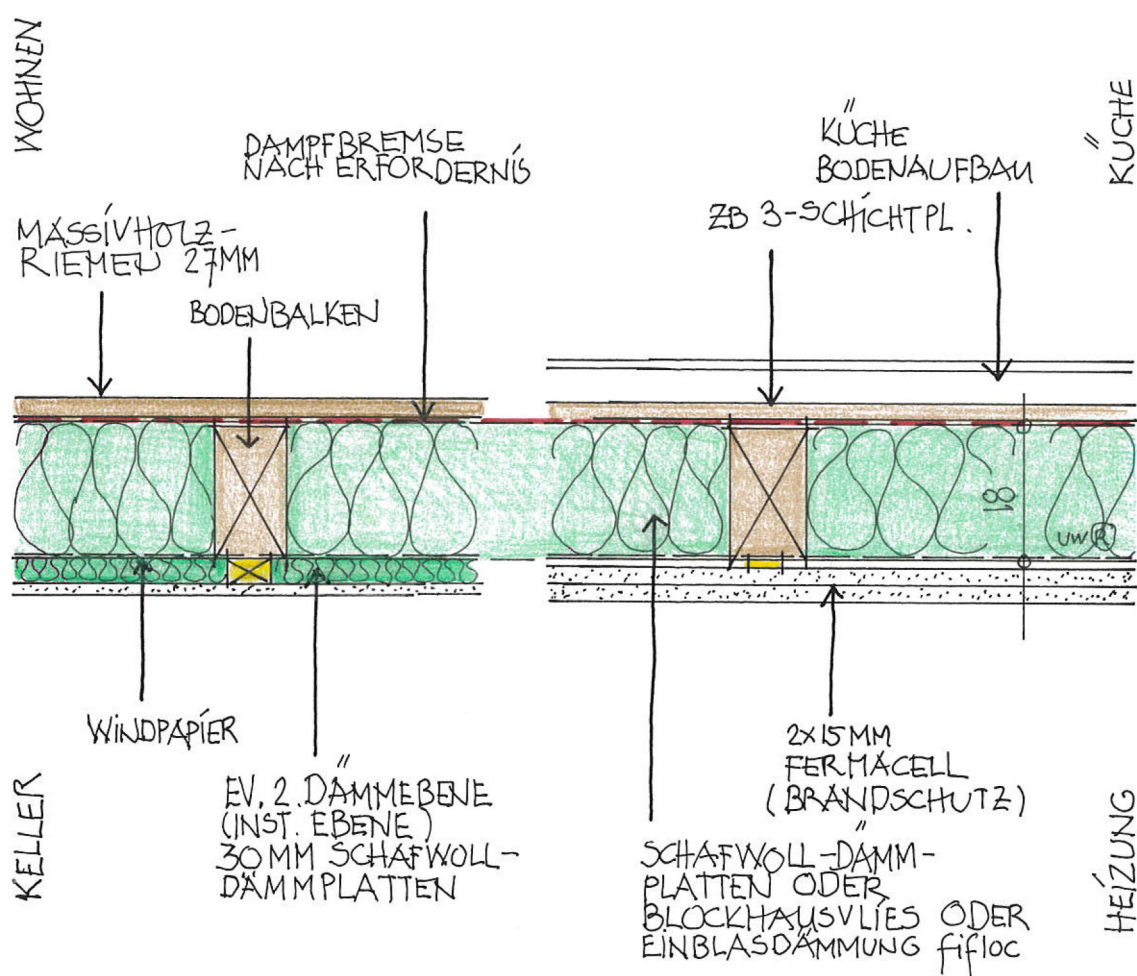 WOHNEN
KÜCHE
DAMPFBREMSE
NACH ERFORDERNIS
KÜCHE
BODENAUFBAU
MASSIVHOLZ-
RIEMEN 27MM
ZB 3-SCHICHTPL.
BODENBALKEN
18
UW R
WINDPAPIER
EV. 2. DÄMMEBENE
(INST. EBENE)
30MM SCHAFWOLL-
DÄMMPLATTEN
2x15MM
FERMACELL
(BRANDSCHUTZ)
SCHAFWOLL-DÄMM-
PLATTEN ODER
BLOCKHAUSVLIES ODER
EINBLASDÄMMUNG fifloc
KELLER
HEIZUNG